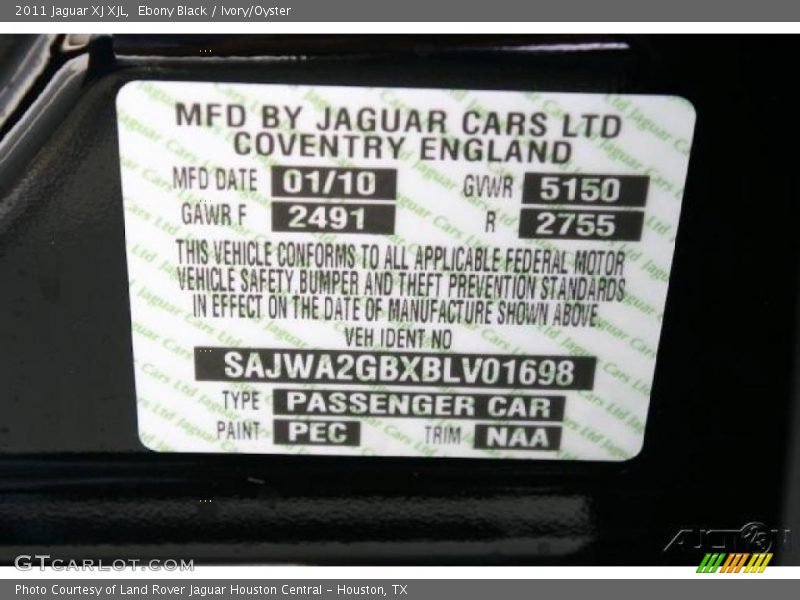 2011 Jaguar XJ XJL, Ebony Black / Ivory/Oyster
MFD BY JAGUAR CARS LTD
COVENTRY ENGLAND
MFD DATE 01/10 GVWR 5150
GAWR F 2491 R 2755
THIS VEHICLE CONFORMS TO ALL APPLICABLE FEDERAL MOTOR
VEHICLE SAFETY, BUMPER AND THEFT PREVENTION STANDARDS
IN EFFECT ON THE DATE OF MANUFACTURE SHOWN ABOVE.
VEH IDENT NO
SAJWA2GBXBLV01698
TYPE PASSENGER CAR
PAINT PEC TRIM NAA
GTCARLOT.COM
Photo Courtesy of Land Rover Jaguar Houston Central - Houston, TX